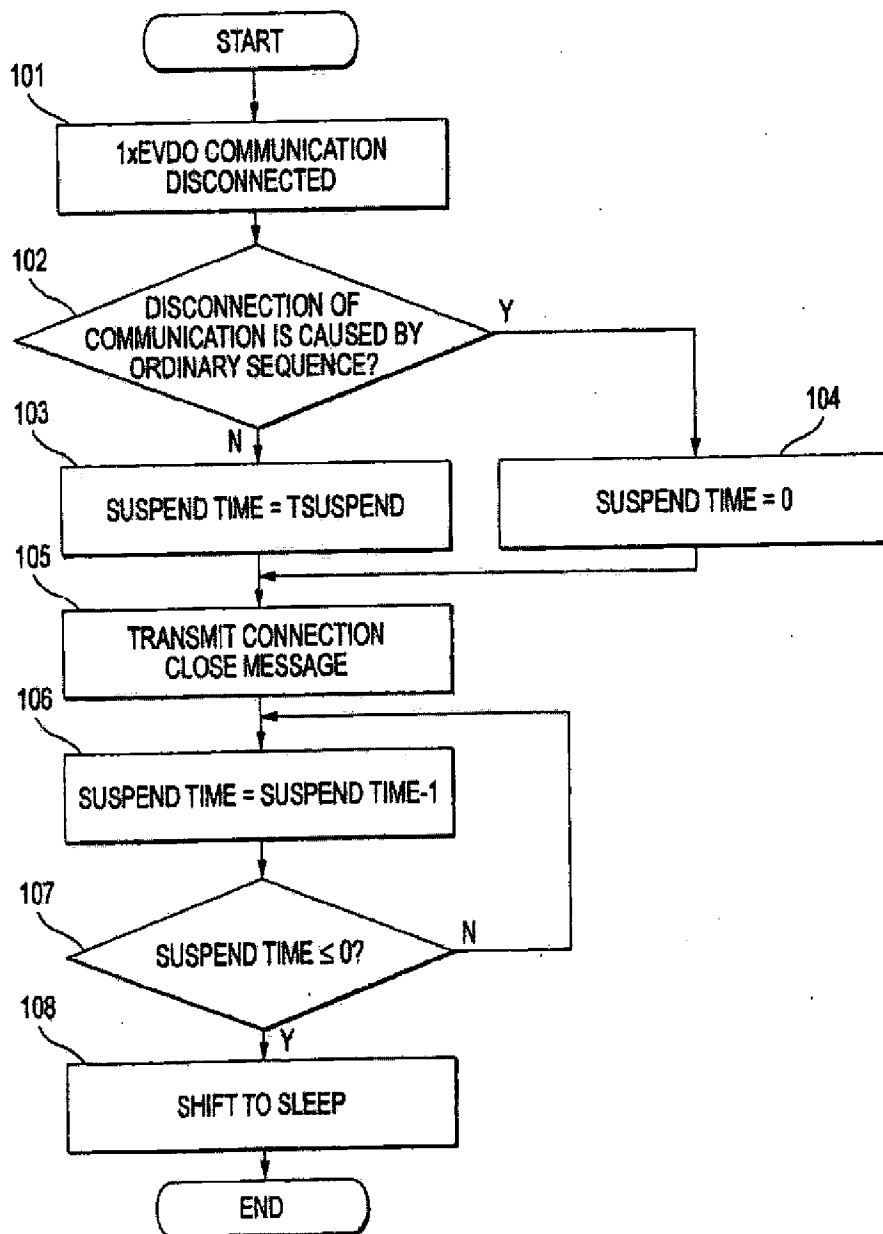 START
101
1xEVDO COMMUNICATION
DISCONNECTED
102
DISCONNECTION OF
COMMUNICATION IS CAUSED BY
ORDINARY SEQUENCE?
Y
N
103
SUSPEND TIME = TSUSPEND
104
SUSPEND TIME = 0
105
TRANSMIT CONNECTION
CLOSE MESSAGE
106
SUSPEND TIME = SUSPEND TIME-1
107
SUSPEND TIME ≤ 0?
N
Y
108
SHIFT TO SLEEP
END